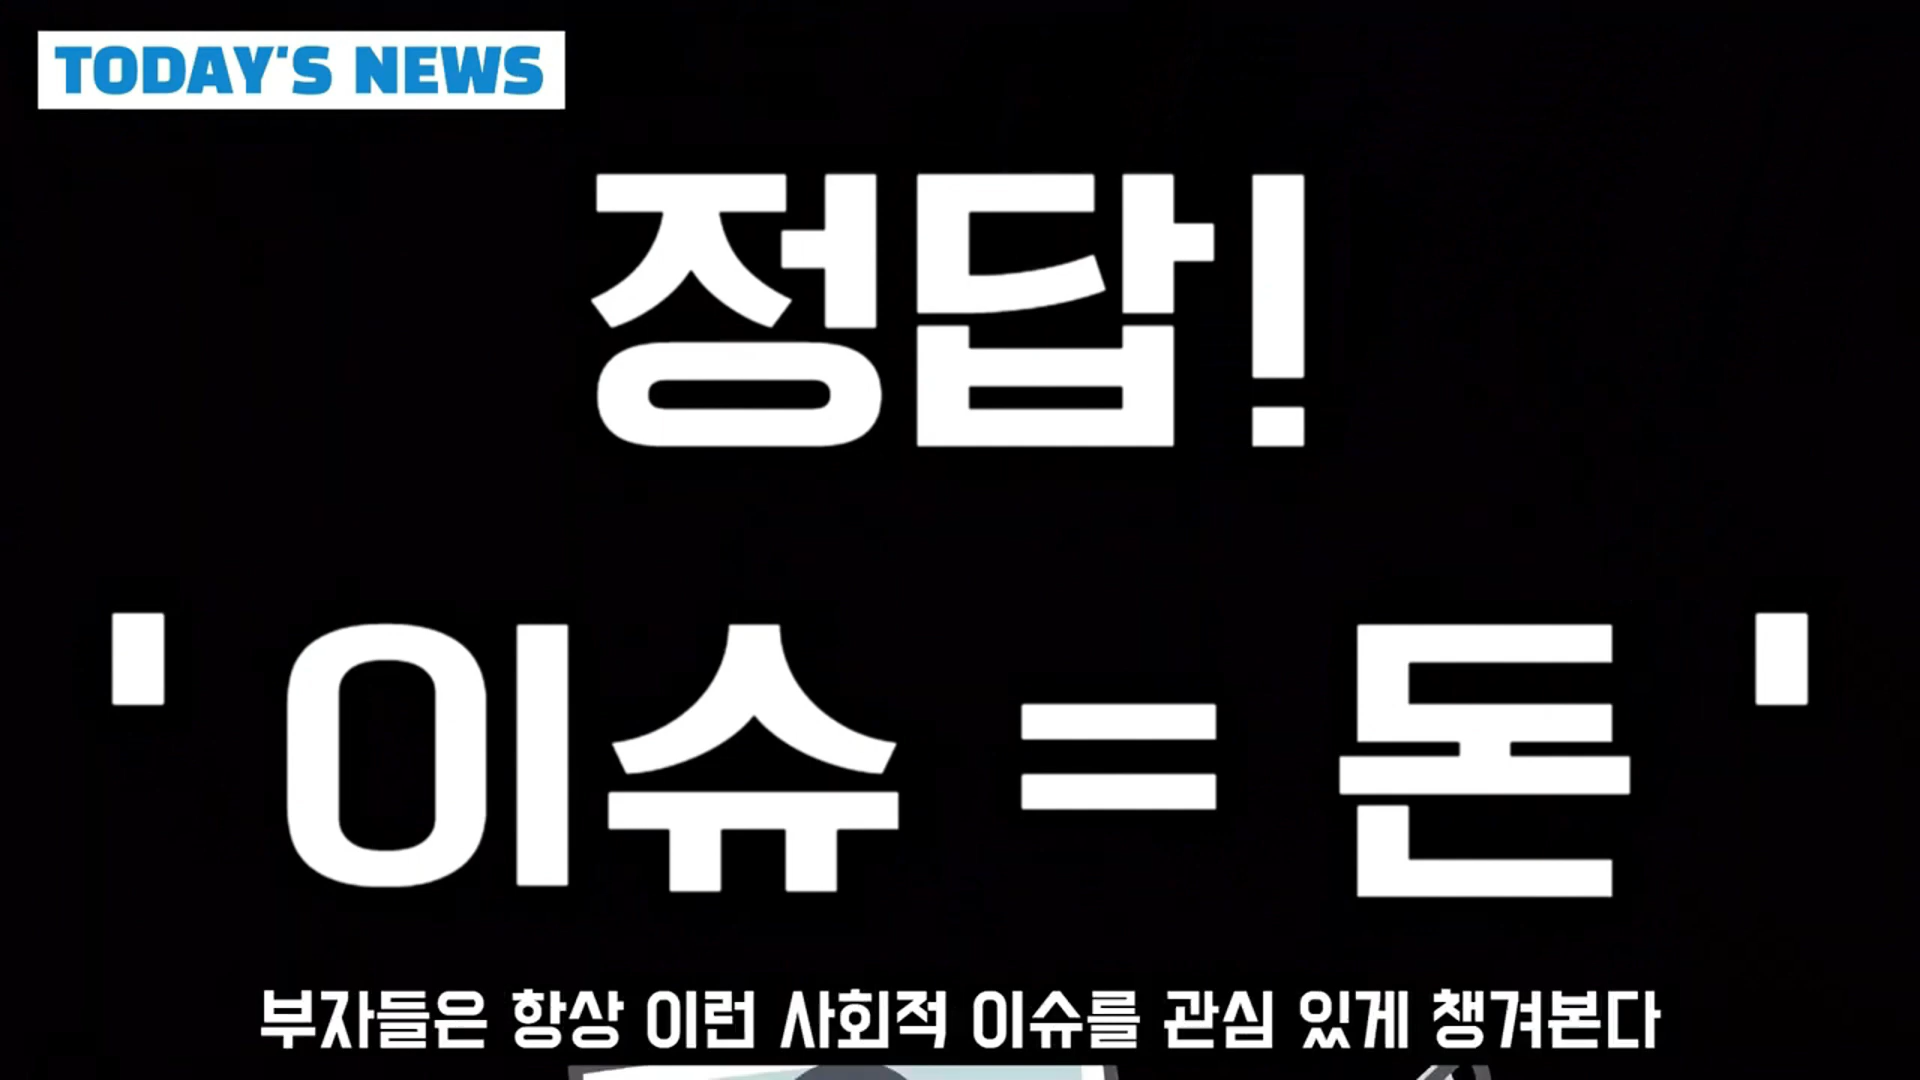 TODAY'S NEWS
정답!
' 이슈 = 돈 '
부자들은 항상 이런 사회적 이슈를 관심 있게 챙겨본다